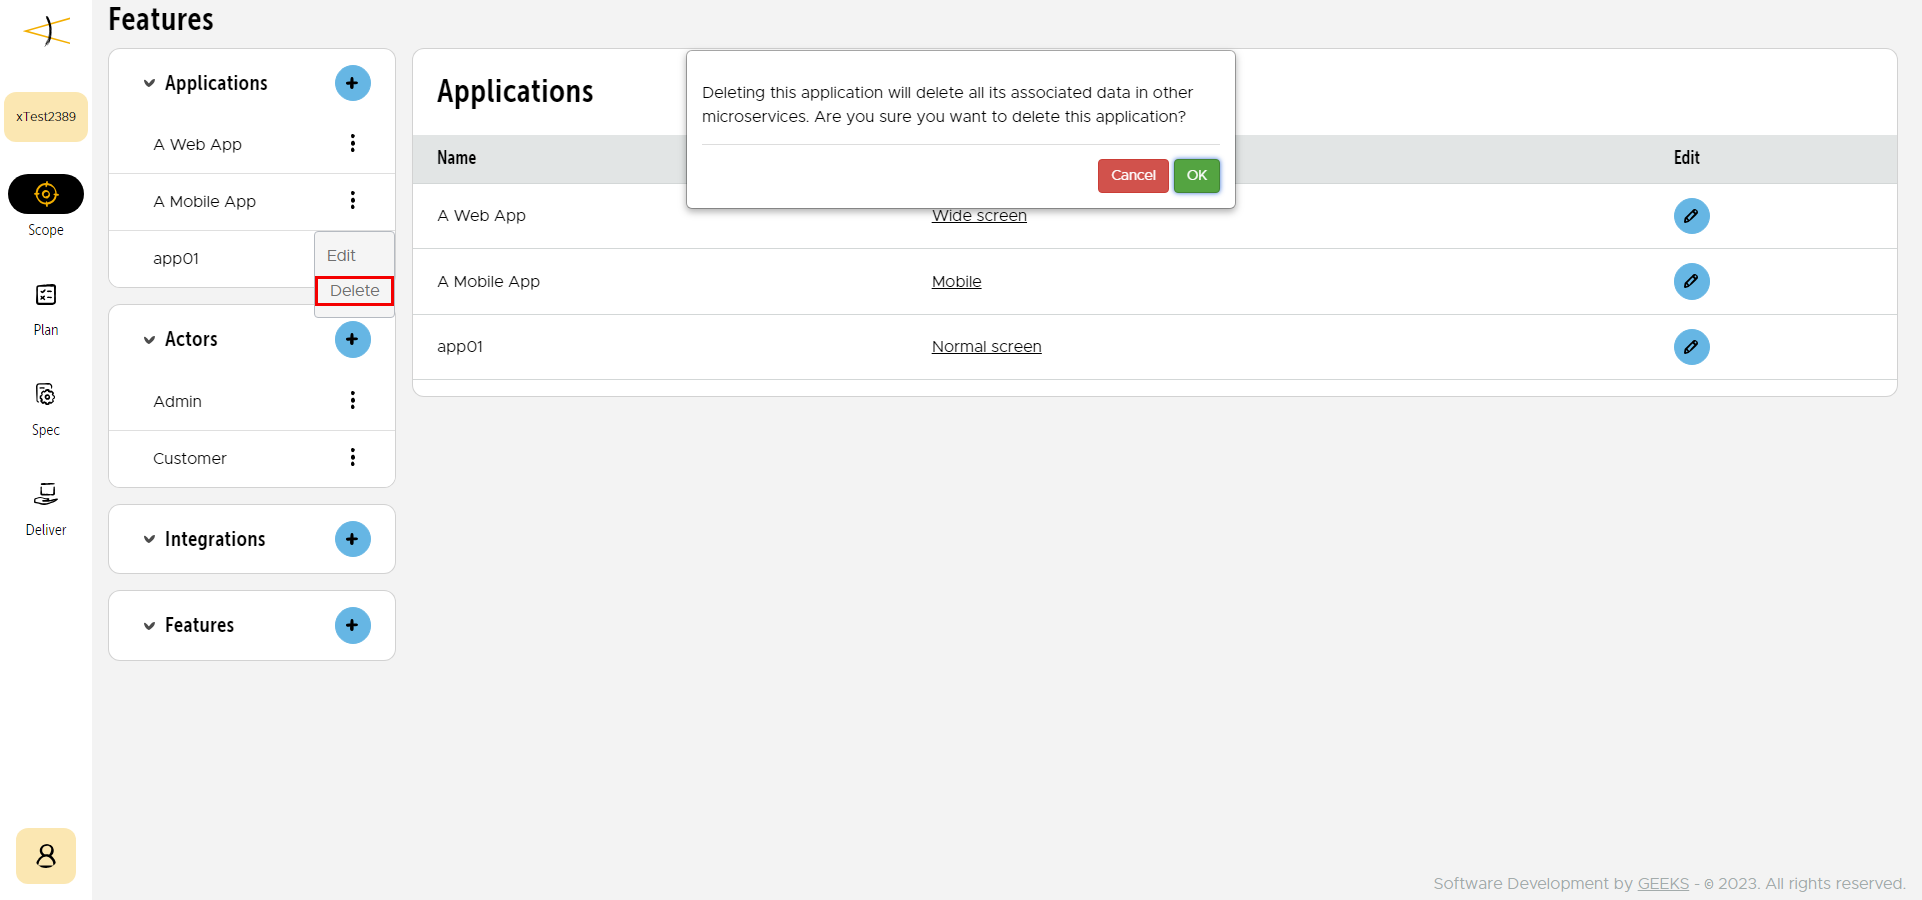 Features
xTest2389
Scope
Plan
Spec
Deliver
Applications
A Web App
A Mobile App
app01
Edit
Delete
Actors
Admin
Customer
Integrations
Features
Applications
Deleting this application will delete all its associated data in other
microservices. Are you sure you want to delete this application?
Cancel OK
Name Edit
A Web App Wide screen
A Mobile App Mobile
app01 Normal screen
Software Development by GEEKS - © 2023. All rights reserved.